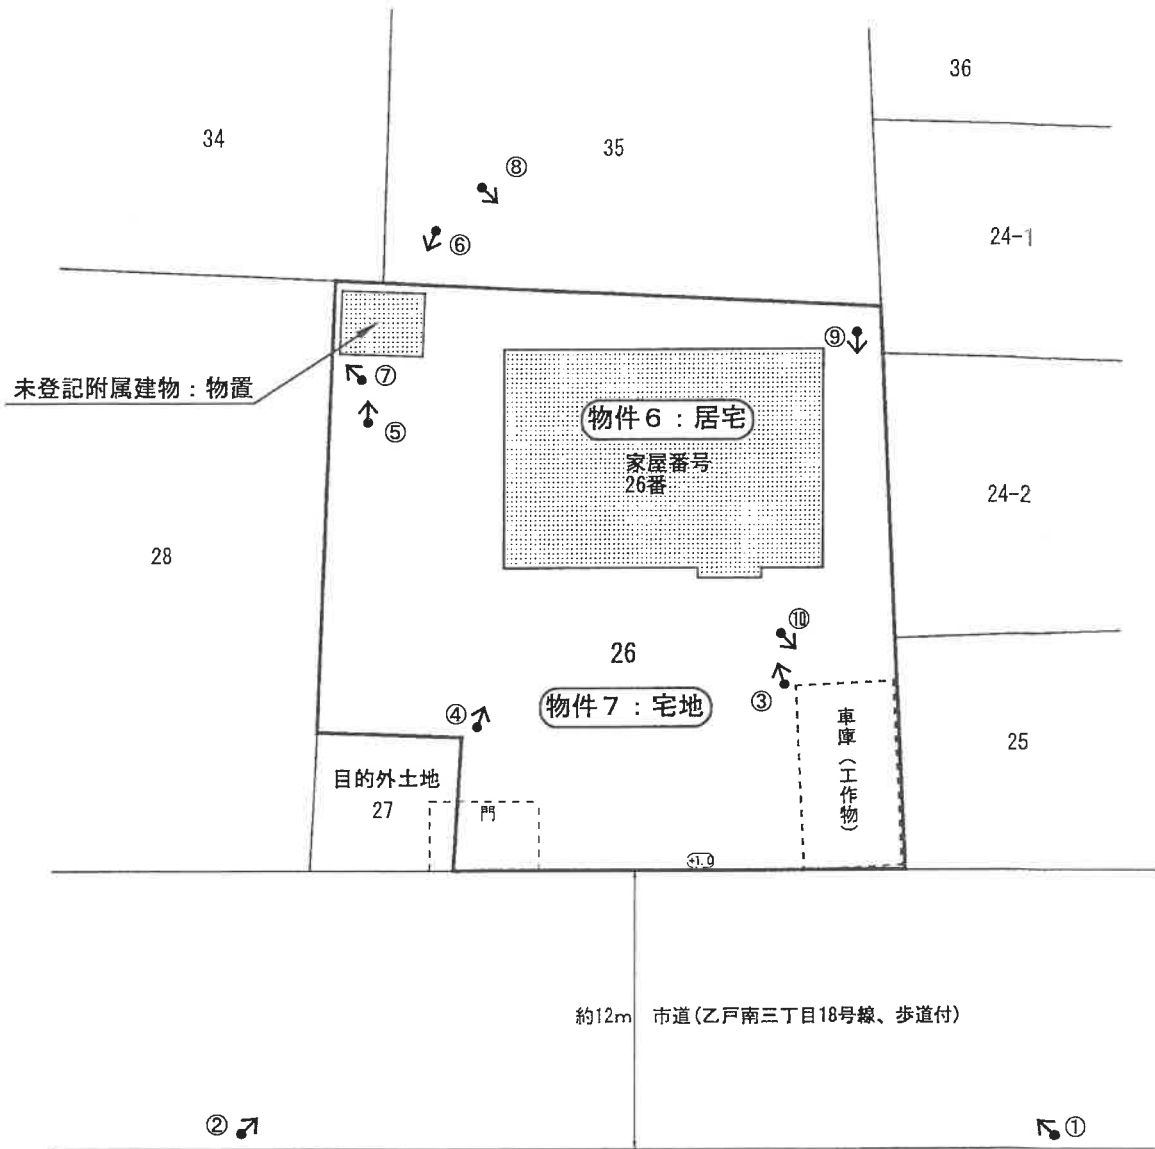 36
34
35
⑧
24-1
⑥
⑨
未登記附属建物：物置
⑦
⑤
物件６：居宅
家屋番号
26番
24-2
28
⑩
26
③
物件７：宅地
④
車庫（工作物）
25
目的外土地
27
門
+1.0
約12m 市道(乙戸南三丁目18号線、歩道付)
②
①